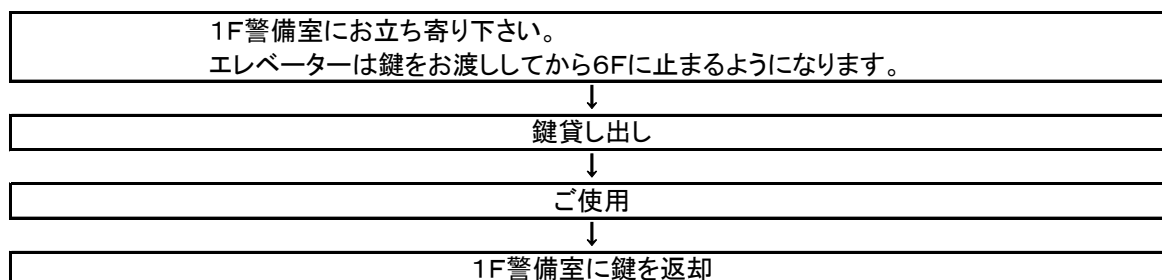 1F警備室にお立ち寄り下さい。
エレベーターは鍵をお渡ししてから6Fに止まるようになります。
↓
鍵貸し出し
↓
ご使用
↓
1F警備室に鍵を返却